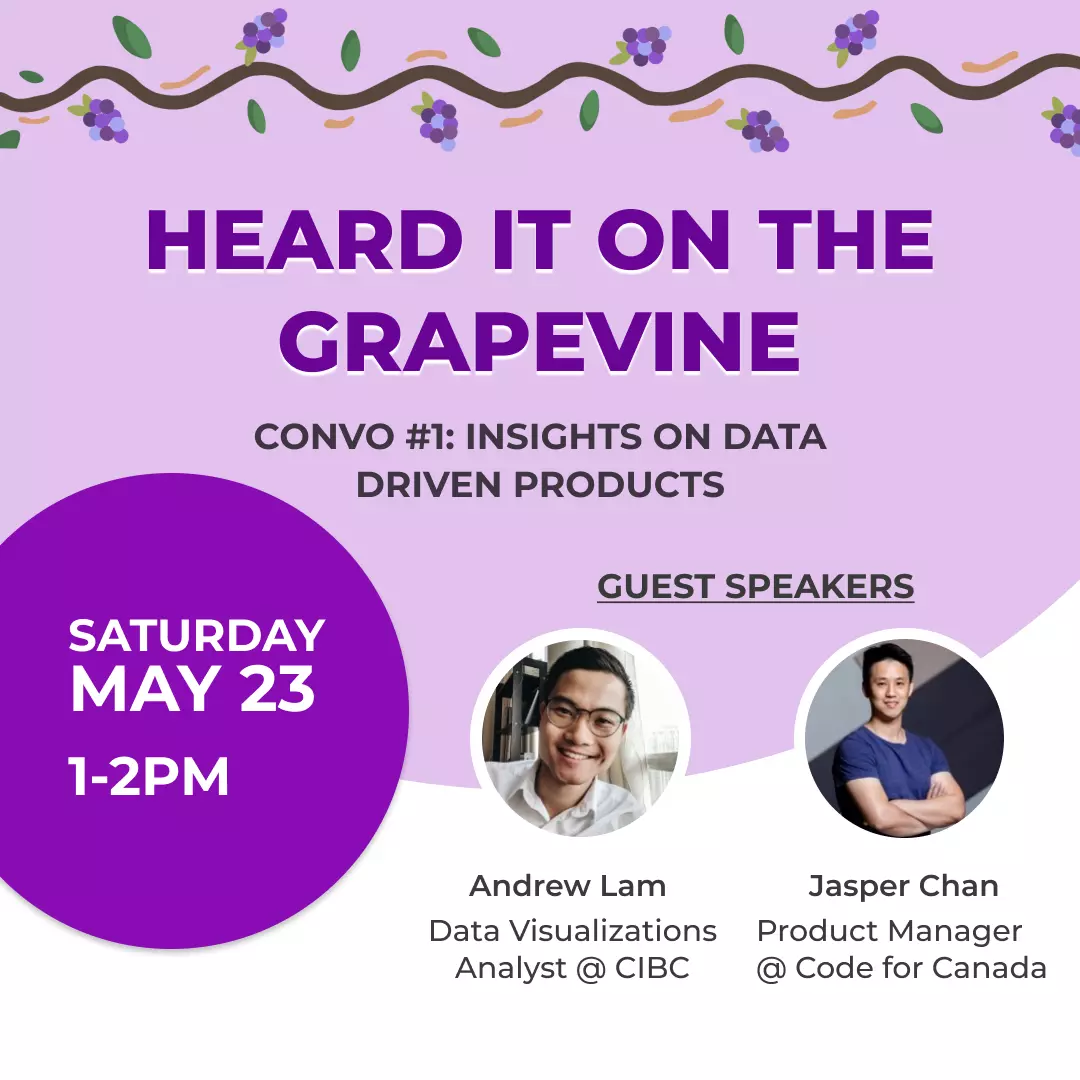 HEARD IT ON THE
GRAPEVINE
CONVO #1: INSIGHTS ON DATA
DRIVEN PRODUCTS
SATURDAY
MAY 23
1-2PM
GUEST SPEAKERS
Andrew Lam
Data Visualizations
Analyst @ CIBC
Jasper Chan
Product Manager
@ Code for Canada